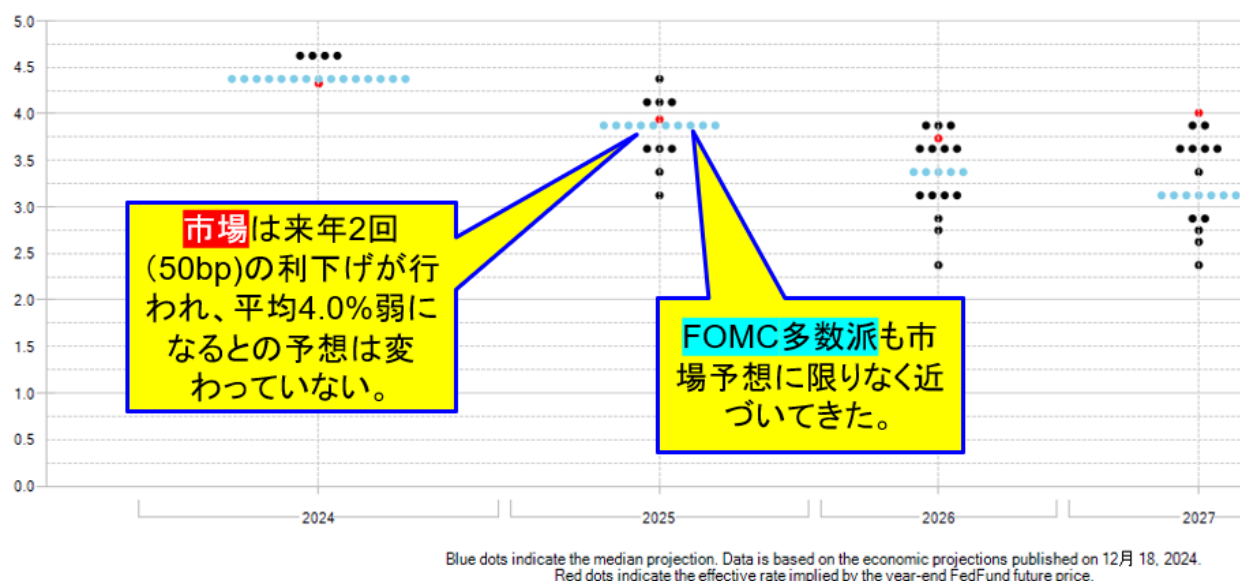 5.0
4.5
4.0
3.5
3.0
2.5
2.0
1.5
1.0
0.5
0.0
市場は来年2回
(50bp)の利下げが行
われ、平均4.0%弱に
なるとの予想は変
わっていない。
FOMC多数派も市
場予想に限りなく近
づいてきた。
2024
2025
2026
2027
Blue dots indicate the median projection. Data is based on the economic projections published on 12月 18, 2024.
Red dots indicate the effective rate implied by the year-end FedFund future price.